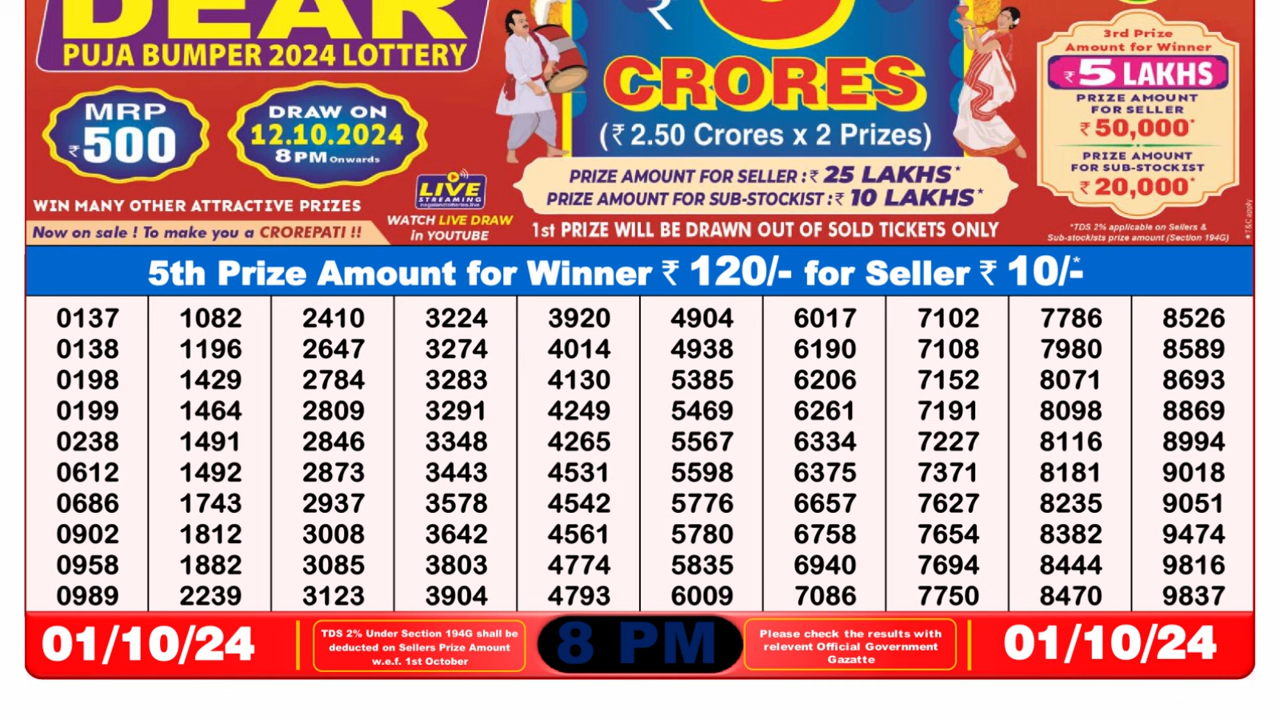 DEAR
PUJA BUMPER 2024 LOTTERY
MRP
₹500
DRAW ON
12.10.2024
8PM Onwards
WIN MANY OTHER ATTRACTIVE PRIZES
Now on sale ! To make you a CROREPATI !!
LIVE
STREAMING
WATCH LIVE DRAW
in YOUTUBE
₹
CRORES
(₹ 2.50 Crores x 2 Prizes)
PRIZE AMOUNT FOR SELLER :₹ 25 LAKHS*
PRIZE AMOUNT FOR SUB-STOCKIST :₹ 10 LAKHS*
1st PRIZE WILL BE DRAWN OUT OF SOLD TICKETS ONLY
3rd Prize
Amount for Winner
₹5 LAKHS
PRIZE AMOUNT
FOR SELLER
₹50,000*
PRIZE AMOUNT
FOR SUB-STOCKIST
₹20,000*
*TDS 2% applicable on Sellers &
Sub-stockists prize amount (Section 194G)
*T&C apply
5th Prize Amount for Winner ₹ 120/- for Seller ₹ 10/-*
0137 1082 2410 3224 3920 4904 6017 7102 7786 8526
0138 1196 2647 3274 4014 4938 6190 7108 7980 8589
0198 1429 2784 3283 4130 5385 6206 7152 8071 8693
0199 1464 2809 3291 4249 5469 6261 7191 8098 8869
0238 1491 2846 3348 4265 5567 6334 7227 8116 8994
0612 1492 2873 3443 4531 5598 6375 7371 8181 9018
0686 1743 2937 3578 4542 5776 6657 7627 8235 9051
0902 1812 3008 3642 4561 5780 6758 7654 8382 9474
0958 1882 3085 3803 4774 5835 6940 7694 8444 9816
0989 2239 3123 3904 4793 6009 7086 7750 8470 9837
01/10/24
TDS 2% Under Section 194G shall be
deducted on Sellers Prize Amount
w.e.f. 1st October
8 PM
Please check the results with
relevent Official Government
Gazatte
01/10/24